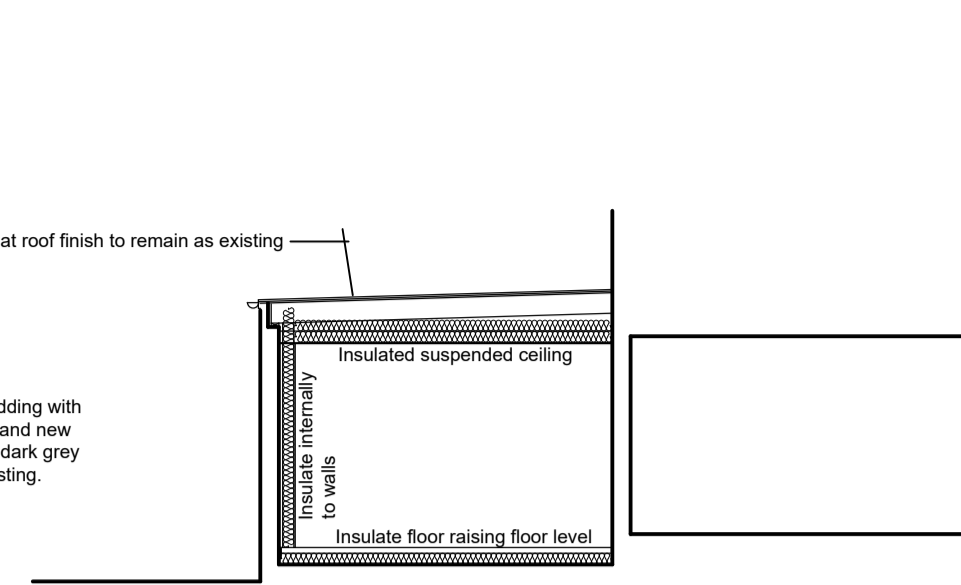 at roof finish to remain as existing
Insulated suspended ceiling
dding with
and new
dark grey
sting.
Insulate internally
to walls
Insulate floor raising floor level